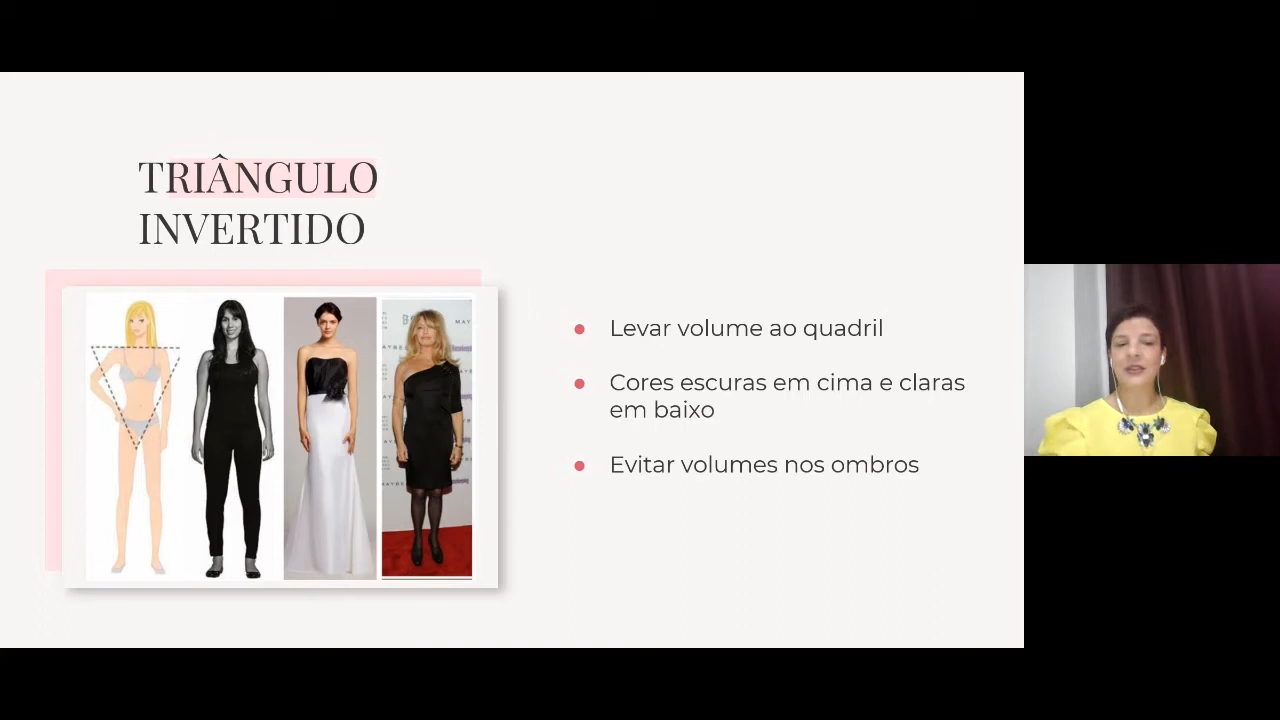 TRIÂNGULO
INVERTIDO
Levar volume ao quadril
Cores escuras em cima e claras
em baixo
Evitar volumes nos ombros